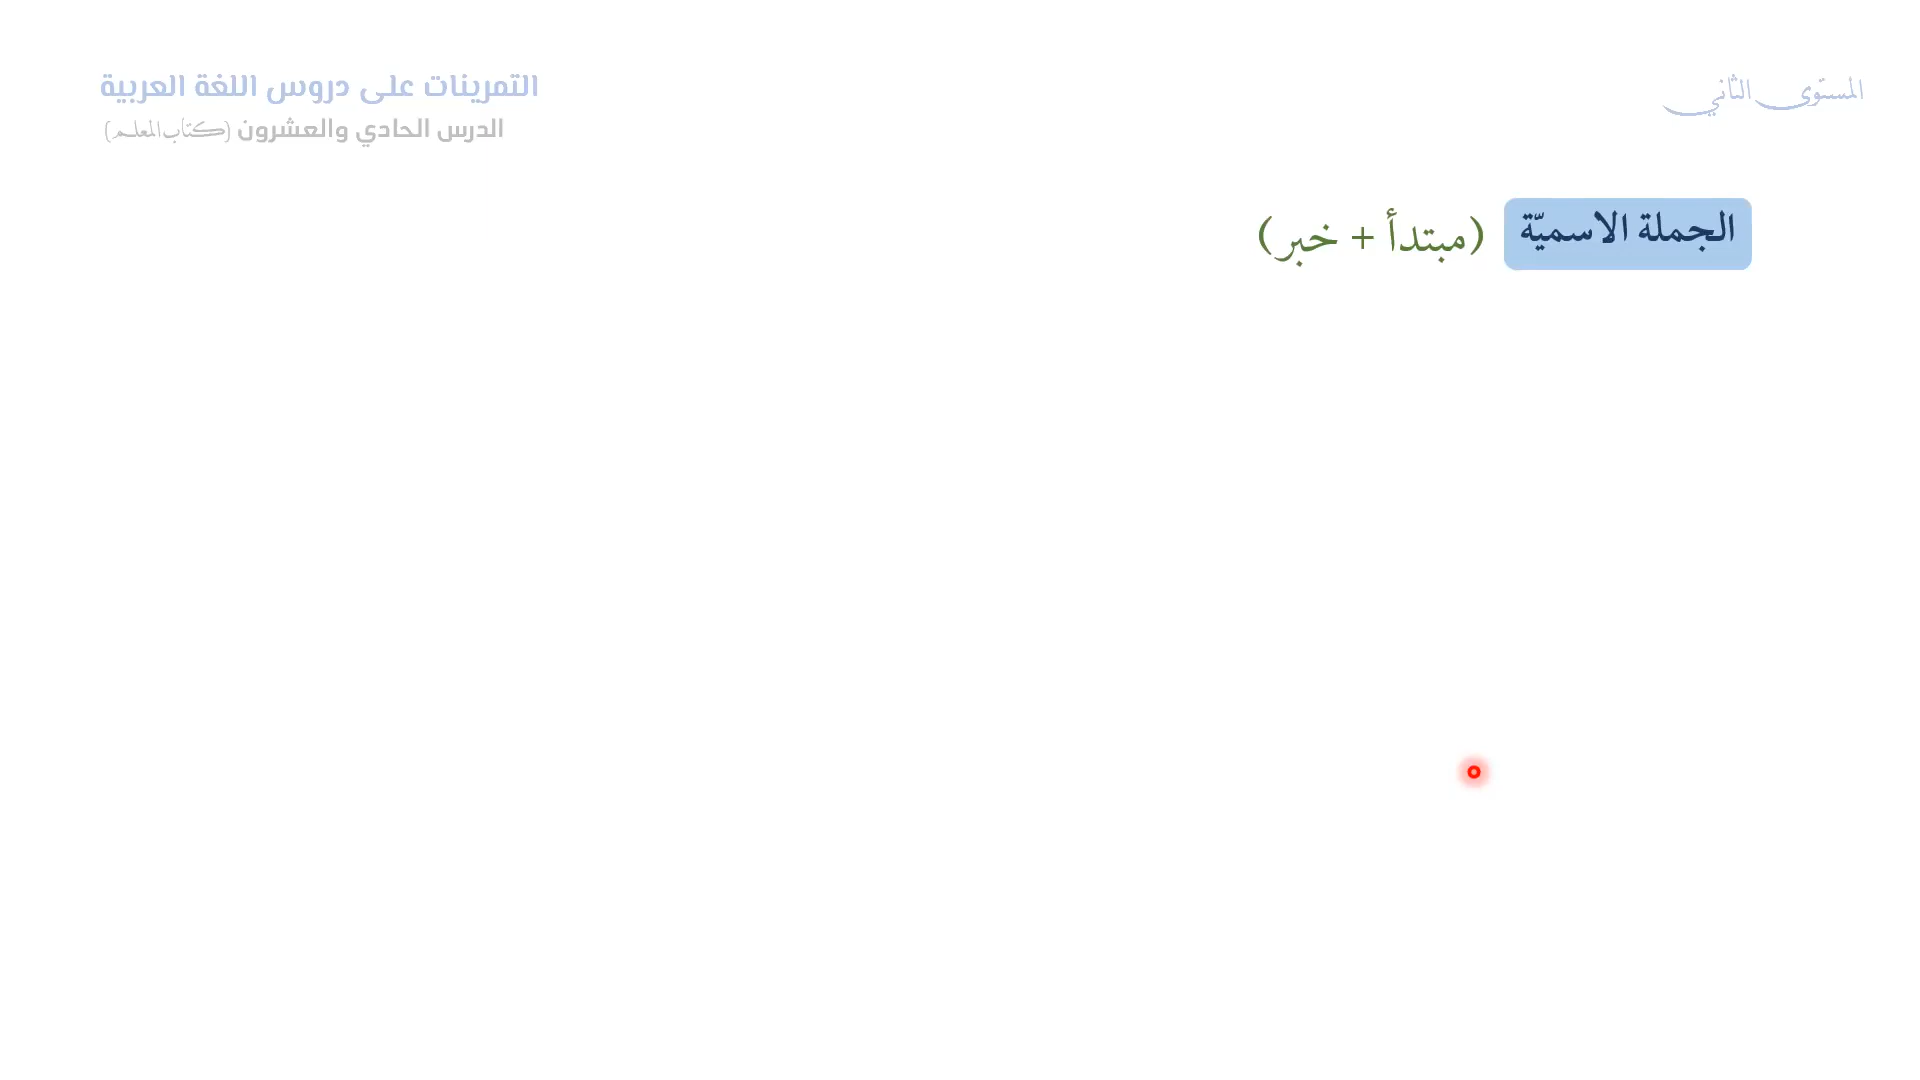 المستوى الثاني
التمرينات على دروس اللغة العربية
الدرس الحادي والعشرون (كتاب المعلم)
الجملة الاسميّة (مبتدأ + خبر)